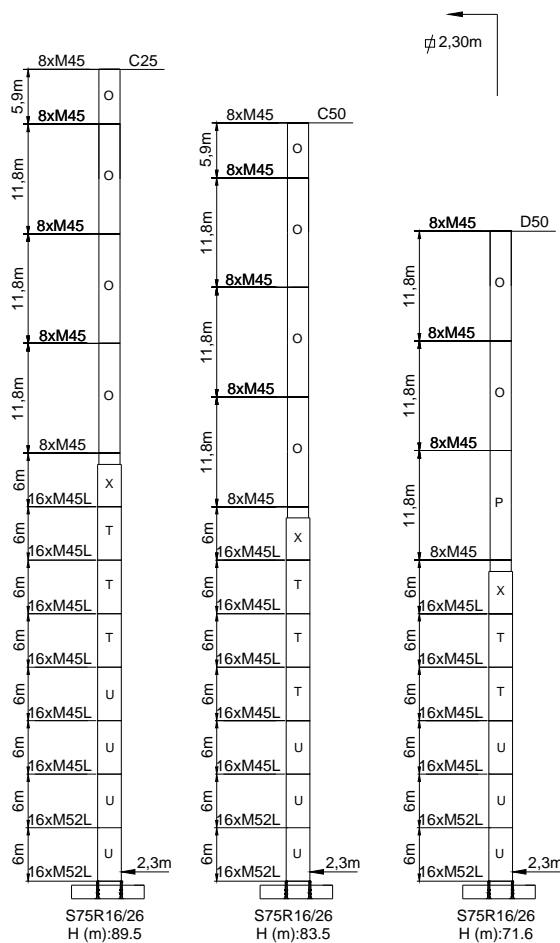 ⌀ 2,30m
8xM45 C25
5,9m O
8xM45
11,8m O
8xM45
11,8m O
8xM45
11,8m O
8xM45
6m X
16xM45L
6m T
16xM45L
6m T
16xM45L
6m T
16xM45L
6m U
16xM45L
6m U
16xM45L
6m U
16xM52L
6m U
16xM52L 2,3m
S75R16/26
H (m):89.5
8xM45 C50
5,9m O
8xM45
11,8m O
8xM45
11,8m O
8xM45
11,8m O
8xM45
6m X
16xM45L
6m T
16xM45L
6m T
16xM45L
6m T
16xM45L
6m U
16xM45L
6m U
16xM52L
6m U
16xM52L 2,3m
S75R16/26
H (m):83.5
8xM45 D50
11,8m O
8xM45
11,8m O
8xM45
11,8m P
8xM45
6m X
16xM45L
6m T
16xM45L
6m T
16xM45L
6m U
16xM45L
6m U
16xM52L
6m U
16xM52L 2,3m
S75R16/26
H (m):71.6